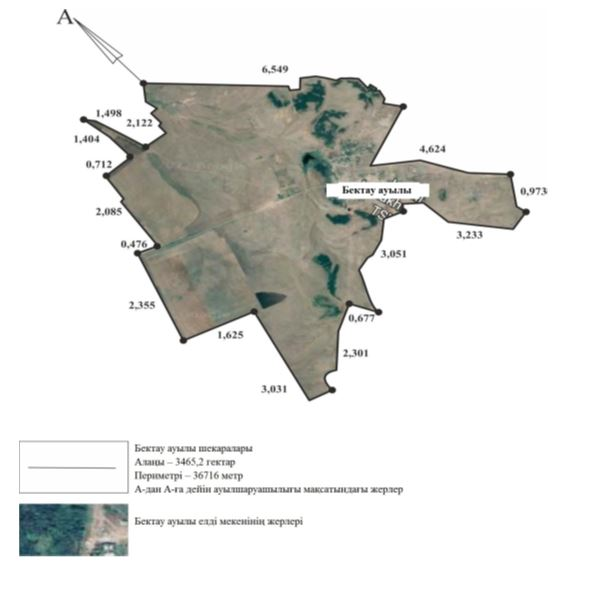 А
6,549
1,498
2,122
1,404
4,624
0,712
Бектау ауылы
0,973
2,085
3,233
0,476
3,051
2,355
0,677
1,625
2,301
3,031
Бектау ауылы шекаралары
Алаңы – 3465,2 гектар
Периметрі – 36716 метр
А-дан А-ға дейін ауылшаруашылығы мақсатындағы жерлер
Бектау ауылы елді мекенінің жерлері